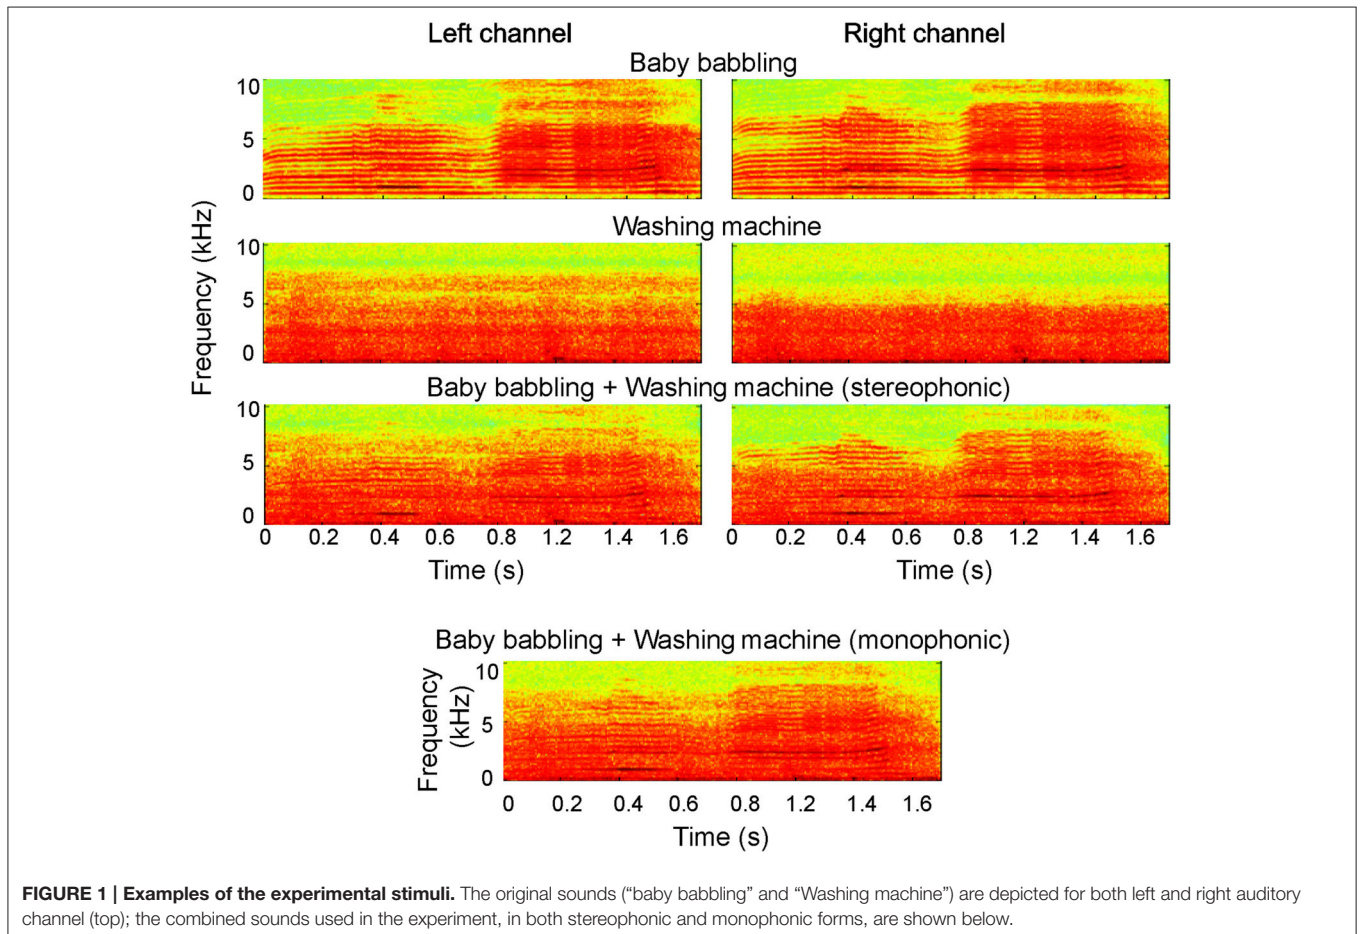 Left channel
Right channel
Baby babbling
10
5
0
Washing machine
10
5
0
Frequency (kHz)
Baby babbling + Washing machine (stereophonic)
10
5
0
0 0.2 0.4 0.6 0.8 1.2 1.4 1.6
0 0.2 0.4 0.6 0.8 1.2 1.4 1.6
Time (s)
Time (s)
Baby babbling + Washing machine (monophonic)
Frequency
(kHz)
10
5
0
0 0.2 0.4 0.6 0.8 1.2 1.4 1.6
Time (s)
FIGURE 1 | Examples of the experimental stimuli. The original sounds (“baby babbling” and “Washing machine”) are depicted for both left and right auditory
channel (top); the combined sounds used in the experiment, in both stereophonic and monophonic forms, are shown below.